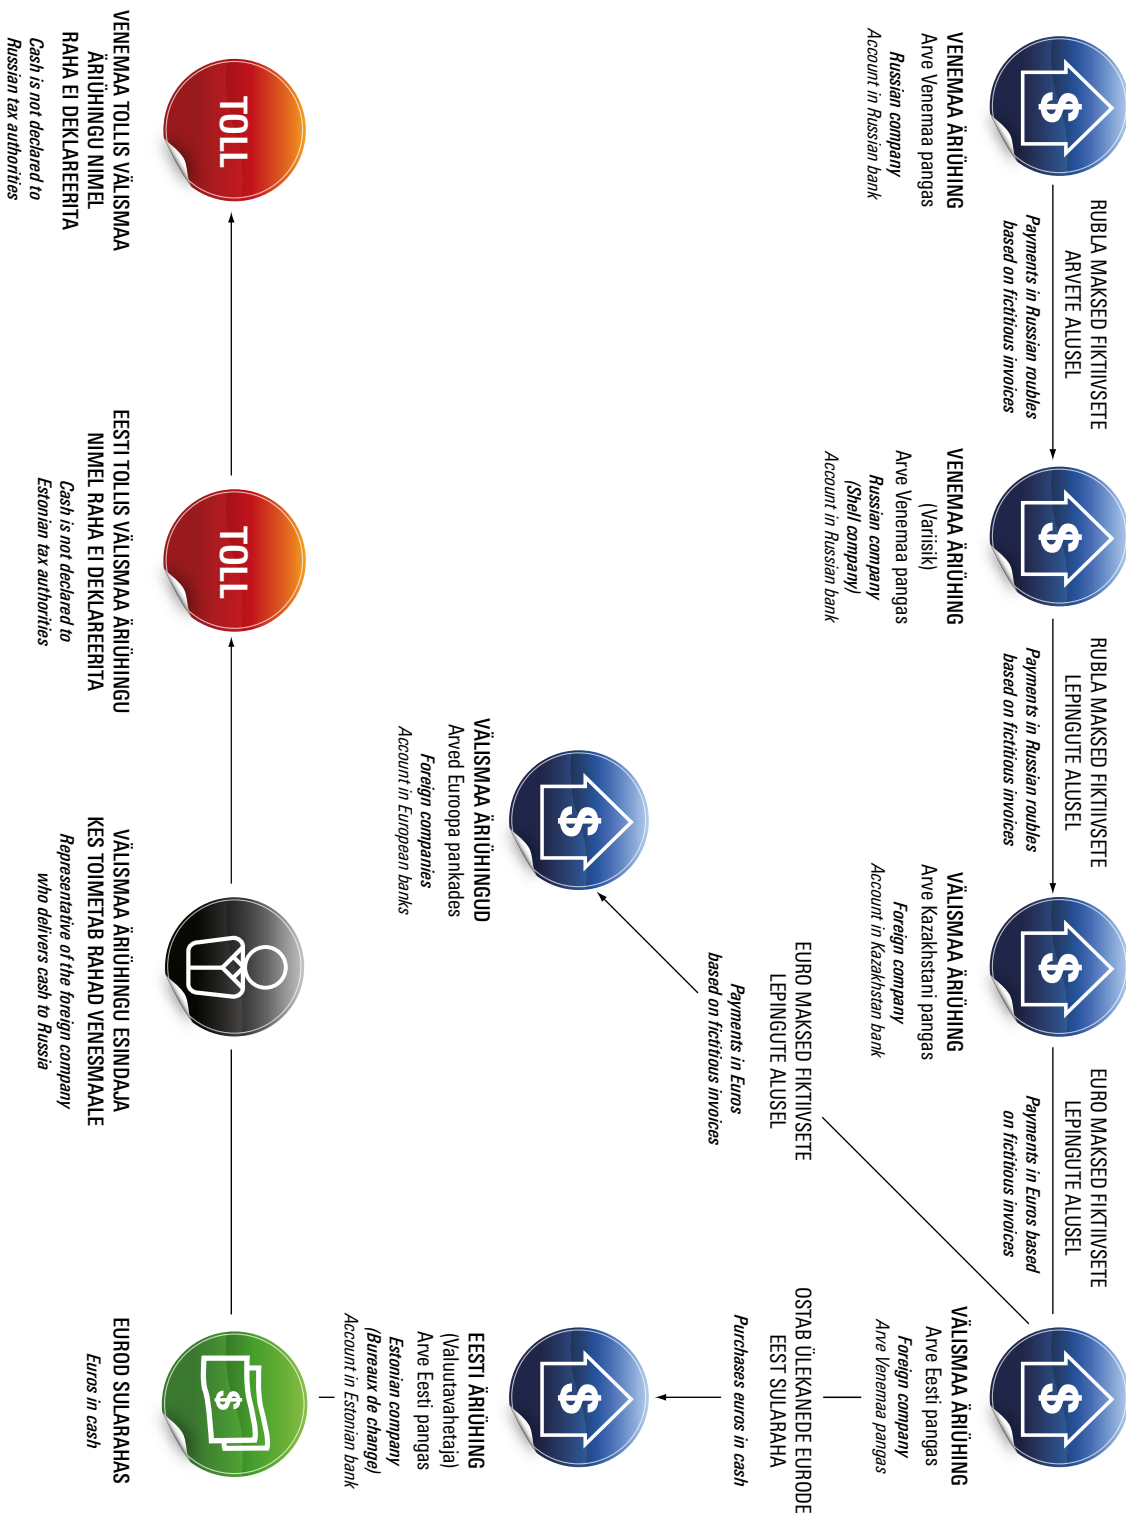 VENEMAA ÄRIÜHING
Arve Venemaa pangas
Russian company
Account in Russian bank
$
RUBLA MAKSED FIKTIIVSETE
ARVETE ALUSEL
Payments in Russian roubles
based on fictitious invoices
VENEMAA ÄRIÜHING
(Variisik)
Arve Venemaa pangas
Russian company
(Shell company)
Account in Russian bank
$
RUBLA MAKSED FIKTIIVSETE
LEPINGUTE ALUSEL
Payments in Russian roubles
based on fictitious invoices
VÄLISMAA ÄRIÜHING
Arve Kazakhstani pangas
Foreign company
Account in Kazakhstan bank
$
EURO MAKSED FIKTIIVSETE
LEPINGUTE ALUSEL
Payments in Euros based
on fictitious invoices
VÄLISMAA ÄRIÜHING
Arve Eesti pangas
Foreign company
Arve Venemaa pangas
$
EURO MAKSED FIKTIIVSETE
LEPINGUTE ALUSEL
Payments in Euros
based on fictitious invoices
VÄLISMAA ÄRIÜHINGUD
Arved Euroopa pankades
Foreign companies
Account in European banks
$
OSTAB ÜLEKANEDE EURODE
EEST SULARAHA
Purchases euros in cash
EESTI ÄRIÜHING
(Valuutavahetaja)
Arve Eesti pangas
Estonian company
(Bureaux de change)
Account in Estonian bank
$
$
EUROD SULARAHAS
Euros in cash
VÄLISMAA ÄRIÜHINGU ESINDAJA
KES TOIMETAB RAHAD VENESMAALE
Representative of the foreign company
who delivers cash to Russia
TOLL
EESTI TOLLIS VÄLISMAA ÄRIÜHINGU
NIMEL RAHA EI DEKLAREERITA
Cash is not declared to
Estonian tax authorities
TOLL
VENEMAA TOLLIS VÄLISMAA
ÄRIÜHINGU NIMEL
RAHA EI DEKLAREERITA
Cash is not declared to
Russian tax authorities